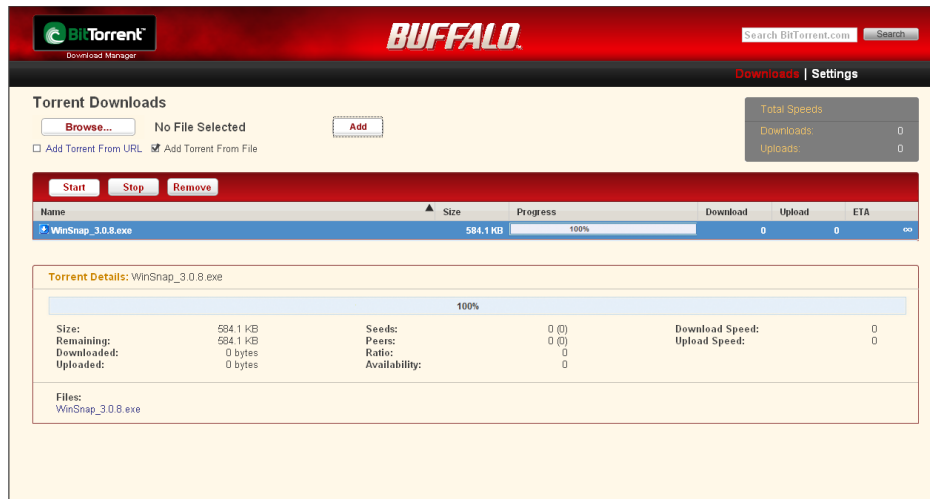 BitTorrent™
Download Manager
BUFFALO™
Search BitTorrent.com Search
Downloads | Settings
Torrent Downloads
Browse... No File Selected Add
Add Torrent From URL Add Torrent From File
Total Speeds
Downloads: 0
Uploads: 0
Start Stop Remove
Name Size Progress Download Upload ETA
WinSnap_3.0.8.exe 584.1 KB 100% 0 0 ∞
Torrent Details: WinSnap_3.0.8.exe
100%
Size: 584.1 KB Seeds: 0 (0) Download Speed: 0
Remaining: 584.1 KB Peers: 0 (0) Upload Speed: 0
Downloaded: 0 bytes Ratio: 0
Uploaded: 0 bytes Availability: 0
Files:
WinSnap_3.0.8.exe